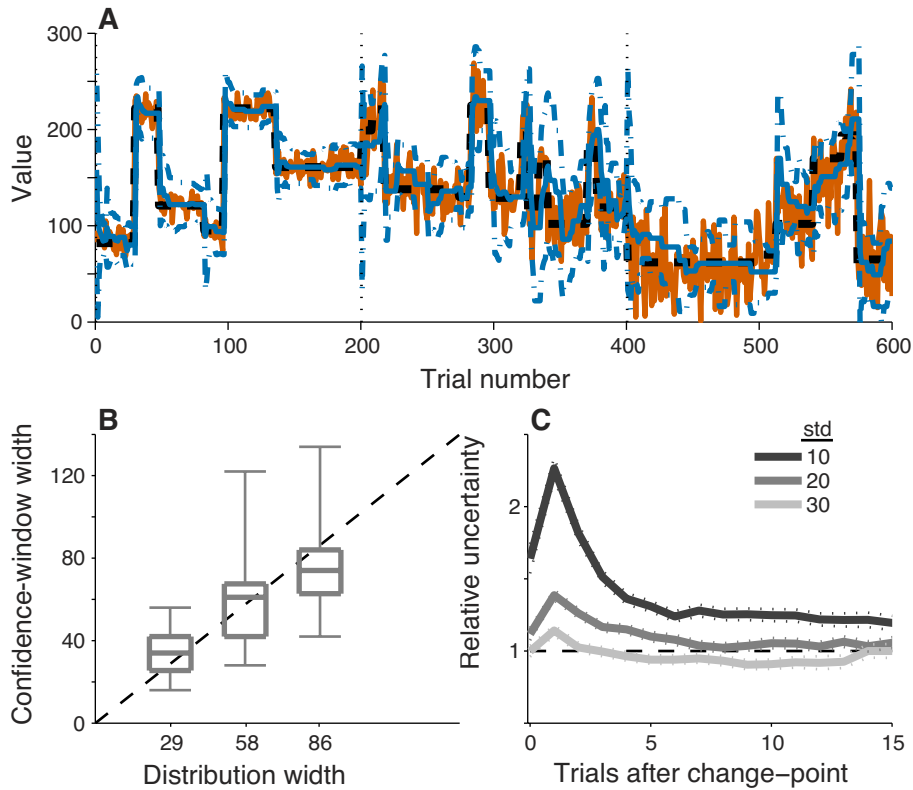 A
300
200
100
0
Value
0
100
200
300
400
500
600
Trial number
B
Confidence-window width
120
80
40
0
29
58
86
Distribution width
C
std
10
20
30
Relative uncertainty
2
1
0
5
10
15
Trials after change-point